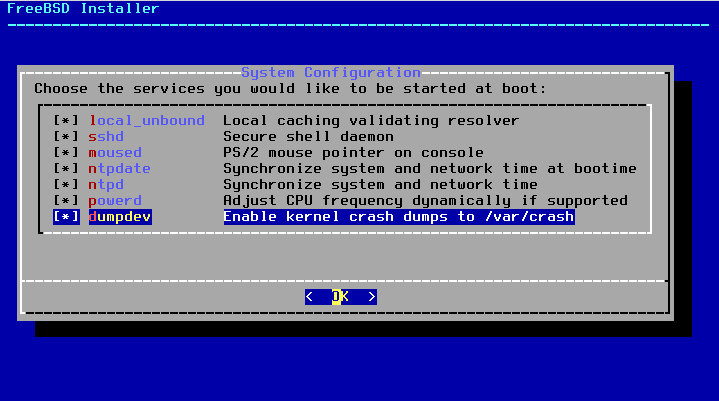 FreeBSD Installer
System Configuration
Choose the services you would like to be started at boot:
[*] local_unbound Local caching validating resolver
[*] sshd Secure shell daemon
[*] moused PS/2 mouse pointer on console
[*] ntpdate Synchronize system and network time at bootime
[*] ntpd Synchronize system and network time
[*] powerd Adjust CPU frequency dynamically if supported
[*] dumpdev Enable kernel crash dumps to /var/crash
< OK >